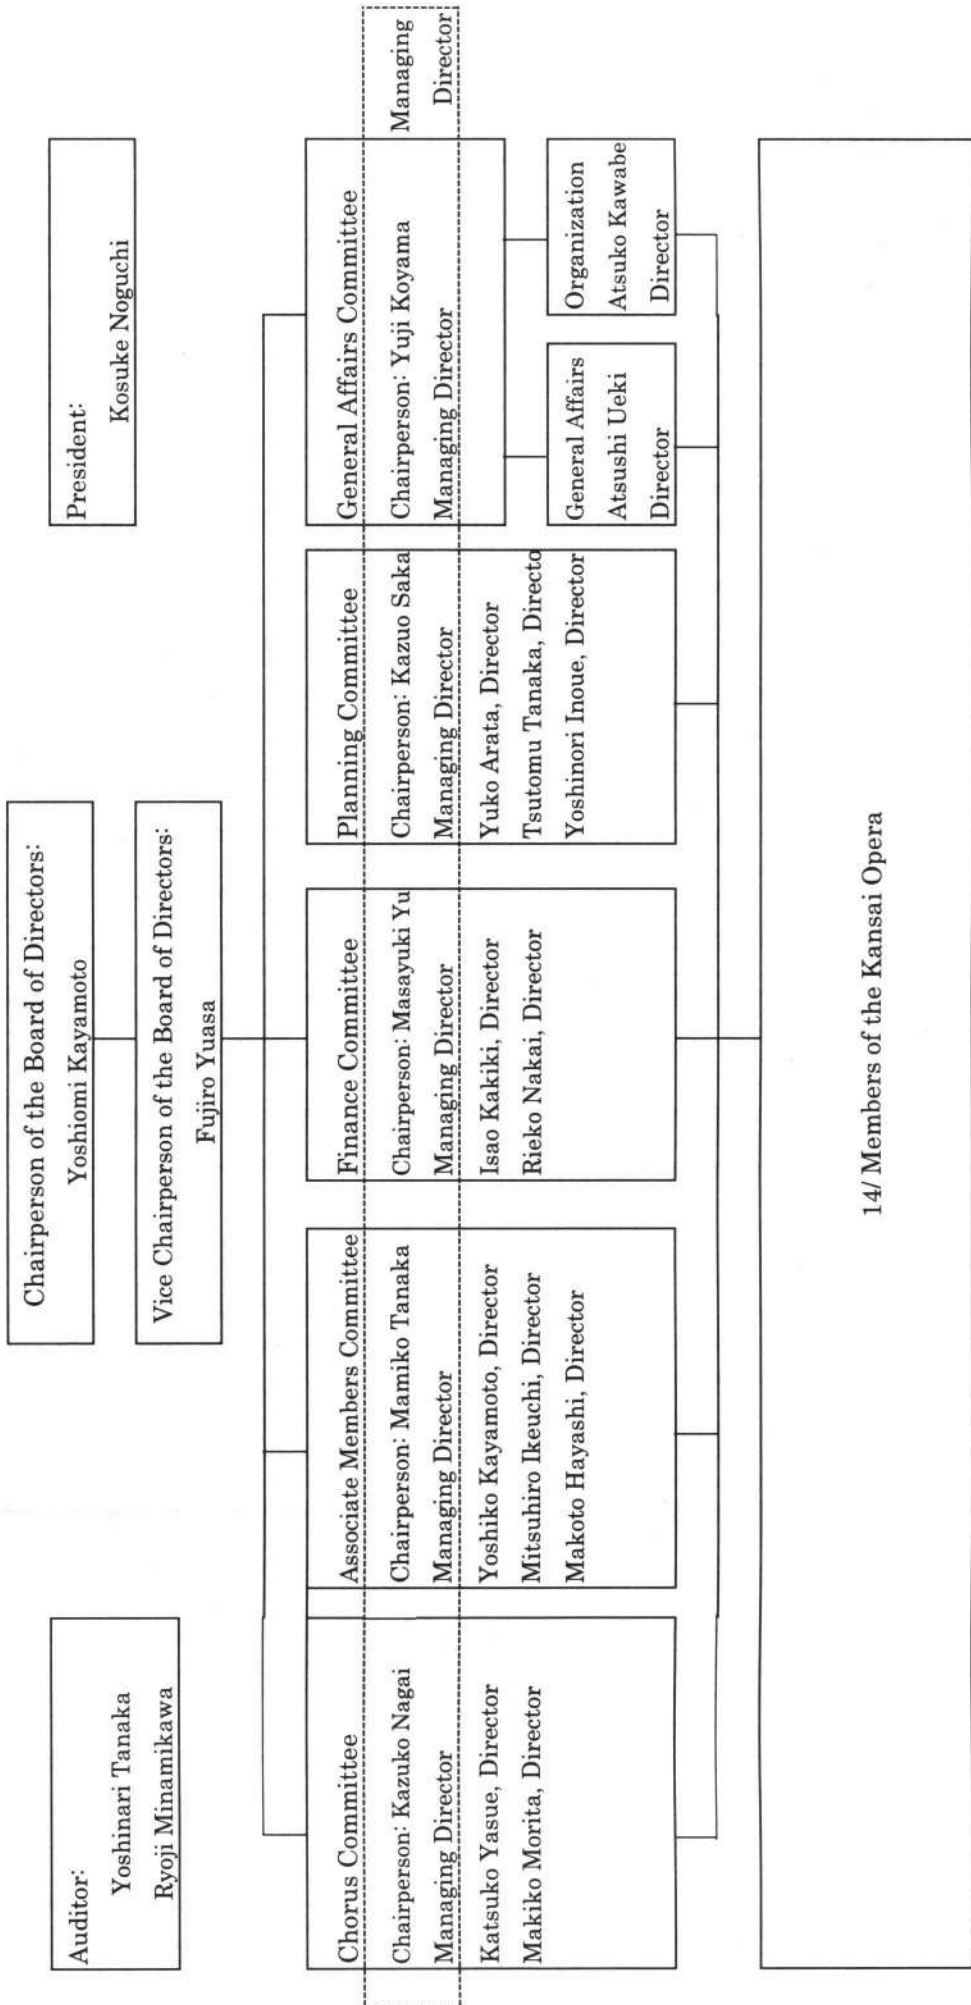 Chairperson of the Board of Directors:
Yoshiomi Kayamoto
Vice Chairperson of the Board of Directors:
Fujiro Yuasa
Auditor:
Yoshinari Tanaka
Ryoji Minamikawa
President:
Kosuke Noguchi
Chorus Committee
Chairperson: Kazuko Nagai
Managing Director
Katsuko Yasue, Director
Makiko Morita, Director
Associate Members Committee
Chairperson: Mamiko Tanaka
Managing Director
Yoshiko Kayamoto, Director
Mitsuhiro Ikeuchi, Director
Makoto Hayashi, Director
Finance Committee
Chairperson: Masayuki Yu
Managing Director
Isao Kakiki, Director
Rieko Nakai, Director
Planning Committee
Chairperson: Kazuo Saka
Managing Director
Yuko Arata, Director
Tsutomu Tanaka, Directo
Yoshinori Inoue, Director
General Affairs Committee
Chairperson: Yuji Koyama
Managing Director
Managing
Director
General Affairs
Atsushi Ueki
Director
Organization
Atsuko Kawabe
Director
14/ Members of the Kansai Opera